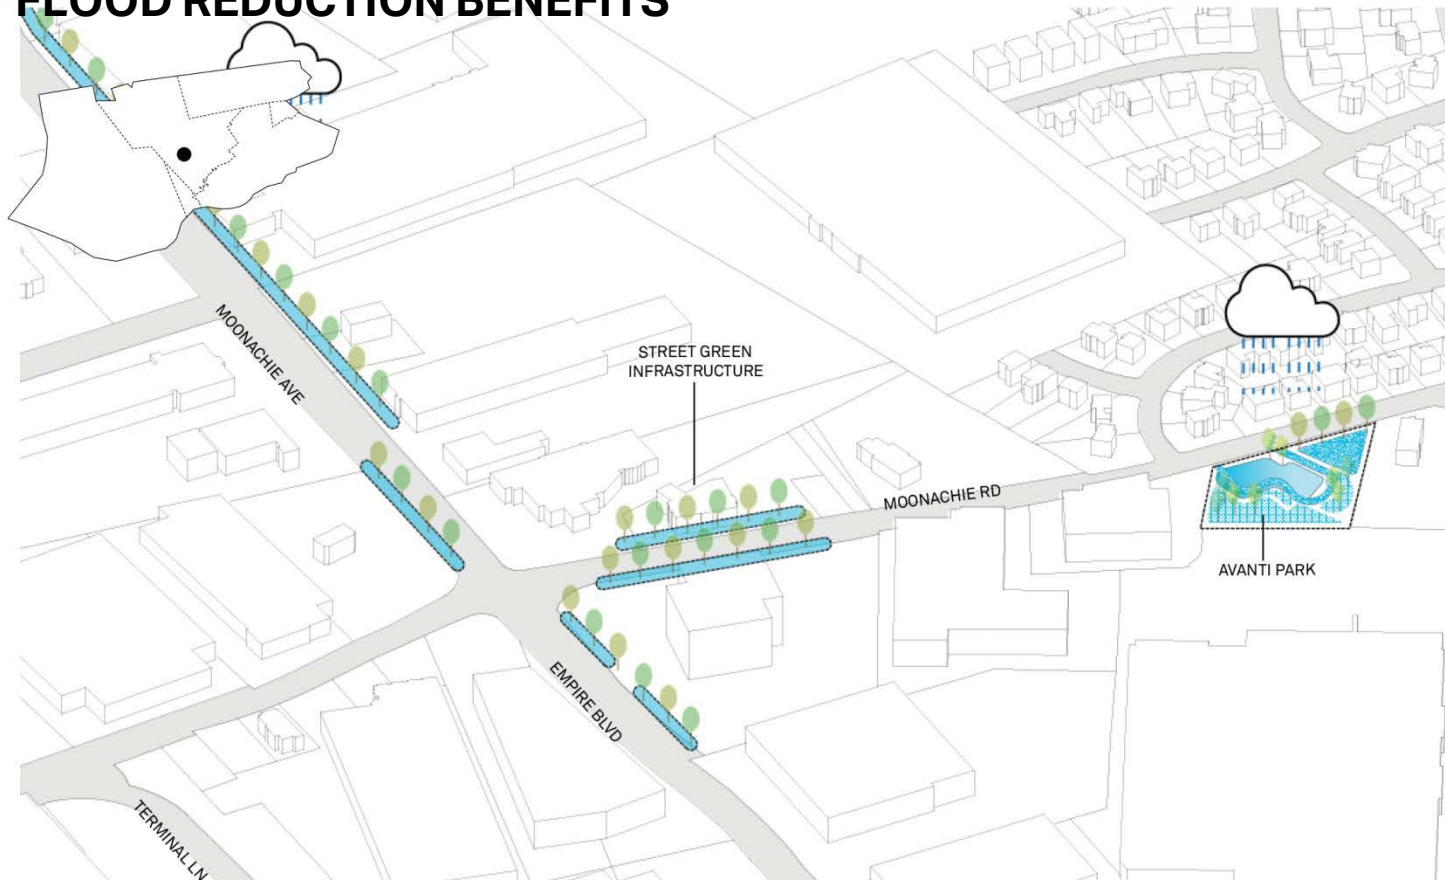 FLOOD REDUCTION BENEFITS
MOONACHIE AVE
STREET GREEN
INFRASTRUCTURE
MOONACHIE RD
AVANTI PARK
EMPIRE BLVD
TERMINAL LN